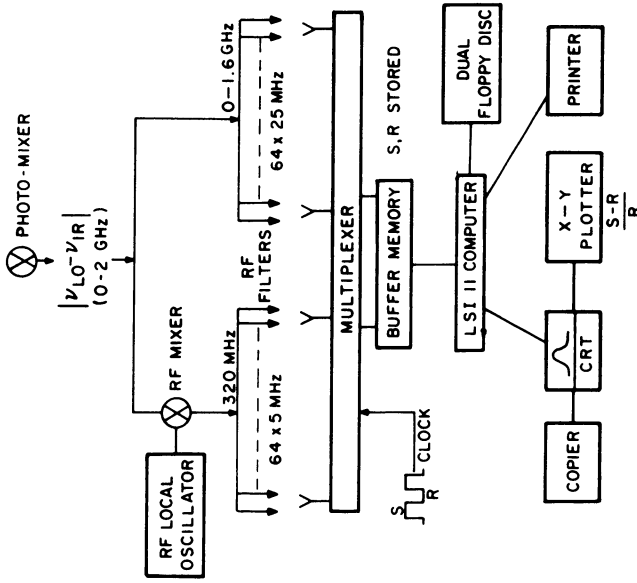 PHOTO-MIXER
|νLO-νIR|
(0-2 GHz)
RF MIXER
RF LOCAL
OSCILLATOR
320 MHz
0-1.6 GHz
RF
FILTERS
64 x 5 MHz
64 x 25 MHz
MULTIPLEXER
S
R
CLOCK
BUFFER MEMORY
S,R STORED
LSI II COMPUTER
DUAL
FLOPPY DISC
COPIER
CRT
X-Y
PLOTTER
S-R
R
PRINTER